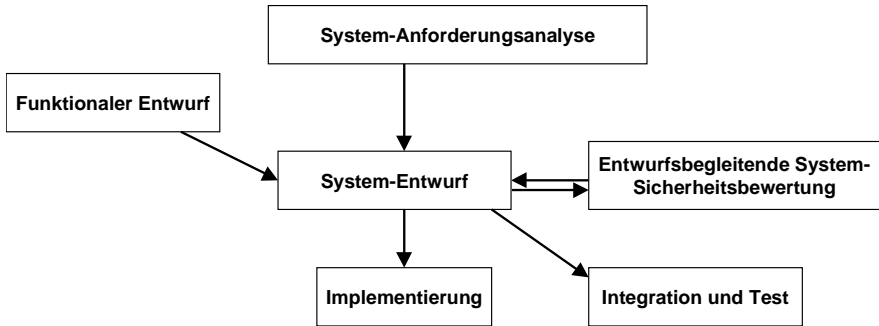 System-Anforderungsanalyse
Funktionaler Entwurf
System-Entwurf
Entwurfsbegleitende System-
Sicherheitsbewertung
Implementierung
Integration und Test